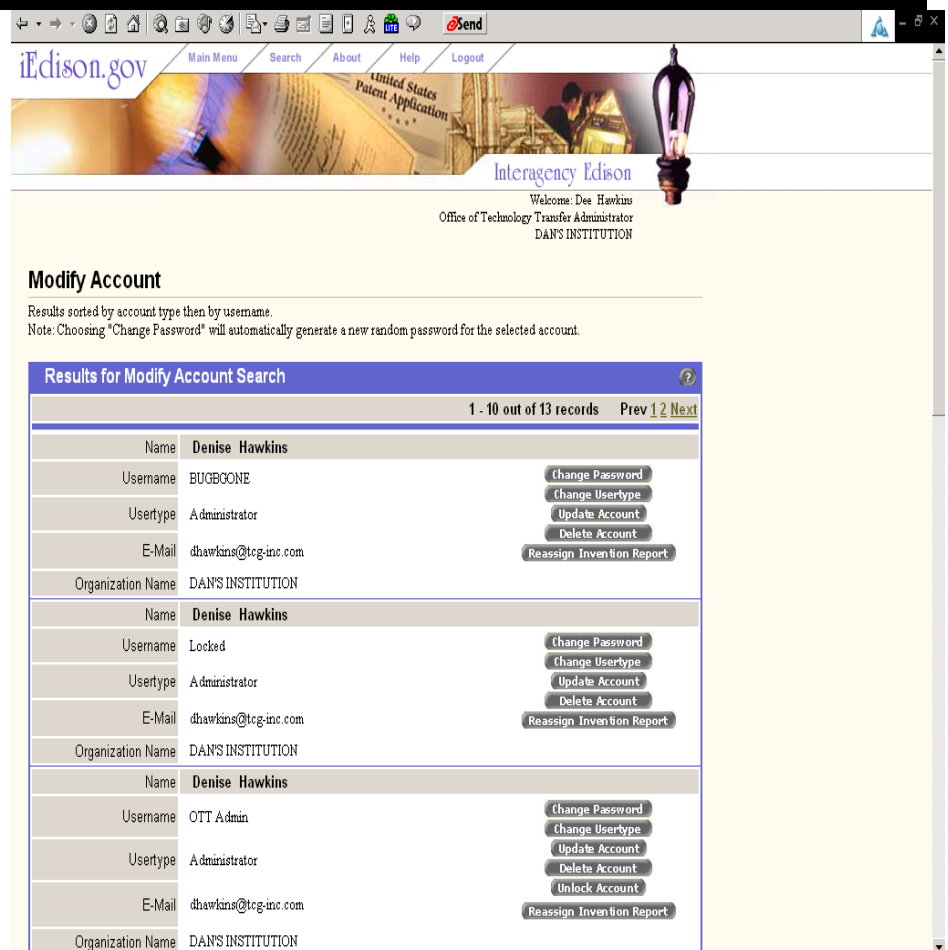 Send
LITE
iEdison.gov
Main Menu Search About Help Logout
United States
Patent Application
Interagency Edison
Welcome: Dee Hawkins
Office of Technology Transfer Administrator
DAN'S INSTITUTION
Modify Account
Results sorted by account type then by username.
Note: Choosing "Change Password" will automatically generate a new random password for the selected account.
Results for Modify Account Search ?
1 - 10 out of 13 records Prev 1 2 Next
Name Denise Hawkins
Username BUGBGONE
Usertype Administrator
E-Mail dhawkins@tcg-inc.com
Organization Name DAN'S INSTITUTION
Change Password
Change Usertype
Update Account
Delete Account
Reassign Invention Report
Name Denise Hawkins
Username Locked
Usertype Administrator
E-Mail dhawkins@tcg-inc.com
Organization Name DAN'S INSTITUTION
Change Password
Change Usertype
Update Account
Delete Account
Reassign Invention Report
Name Denise Hawkins
Username OTT Admin
Usertype Administrator
E-Mail dhawkins@tcg-inc.com
Organization Name DAN'S INSTITUTION
Change Password
Change Usertype
Update Account
Delete Account
Unlock Account
Reassign Invention Report